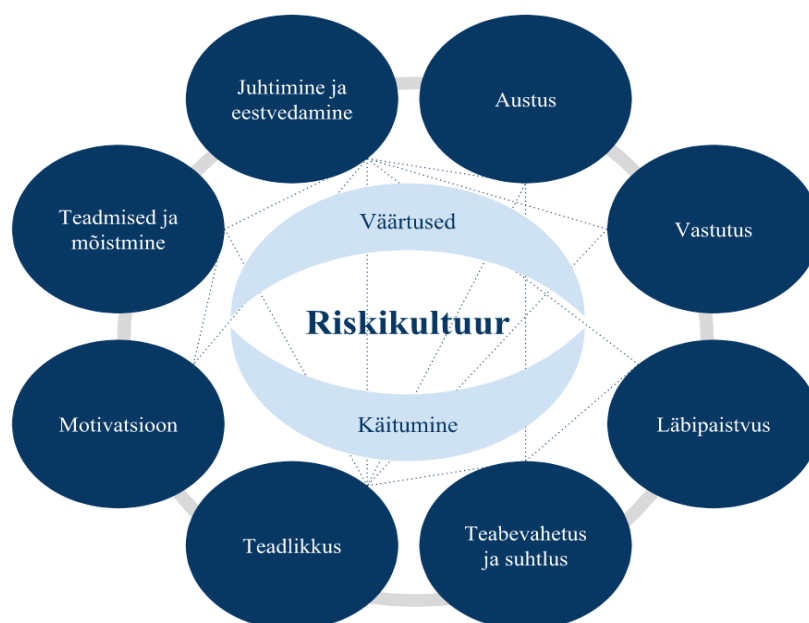 Juhtimine ja
eestvedamine
Austus
Teadmised ja
mõistmine
Väärtused
Vastutus
Riskikultuur
Motivatsioon
Käitumine
Läbipaistvus
Teadlikkus
Teabevahetus
ja suhtlus